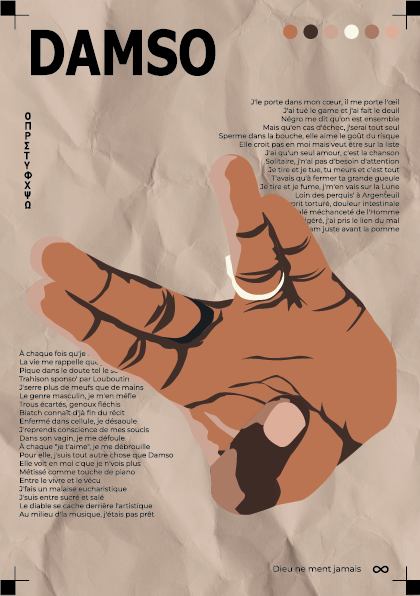 DAMSO
Ο
Π
Ρ
Σ
Τ
Υ
Φ
Χ
Ψ
Ω
J'le porte dans mon cœur, il me porte l'œil
J'ai tué le game et j'ai fait le deuil
Négro me dit qu'on est ensemble
Mais qu'en cas d'échec, j'serai tout seul
Sperme dans la bouche, elle aime le goût du risque
Elle croit pas en moi mais veut être sur la liste
J'ai qu'un seul amour, c'est la chanson
Solitaire, j'n'ai pas d'besoin d'attention
Je tire et je tue, tu meurs et c'est tout
T'avais qu'à fermer ta grande gueule
Je tire et je fume, j'm'en vais sur la Lune
Loin des perquis' à Argenteuil
torturé, douleur intestinale
méchanceté de l'Homme
j'ai pris le lien du mal
juste avant la pomme
À chaque fois qu'je
La vie me rappelle que
Pique dans le doute tel le
Trahison sponso' par Louboutin
J'serre plus de meufs que de mains
Le genre masculin, je m'en méfie
Trous écartés, genoux fléchis
Biatch connaît d'jà fin du récit
Enfermé dans cellule, je désaoule
J'reprends conscience de mes soucis
Dans son vagin, je me défoule
À chaque "je t'aime", je me débrouille
Pour elle, j'suis tout autre chose que Damso
Elle voit en moi c'que je n'vois plus
Métissé comme touche de piano
Entre le vivre et le vécu
J'fais un malaise eucharistique
J'suis entre sucré et salé
Le diable se cache derrière l'artistique
Au milieu d'la musique, j'étais pas prêt
Dieu ne ment jamais ∞